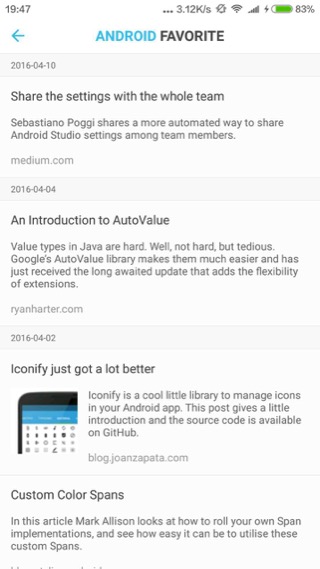 19:47
... 3.12K/s 83%
ANDROID FAVORITE
2016-04-10
Share the settings with the whole team
Sebastiano Poggi shares a more automated way to share
Android Studio settings among team members.
medium.com
2016-04-04
An Introduction to AutoValue
Value types in Java are hard. Well, not hard, but tedious.
Google's AutoValue library makes them much easier and has
just received the long awaited update that adds the flexibility
of extensions.
ryanharter.com
2016-04-02
Iconify just got a lot better
Iconify is a cool little library to manage icons
in your Android app. This post gives a little
introduction and the source code is available
on GitHub.
blog.joanzapata.com
Custom Color Spans
In this article Mark Allison looks at how to roll your own Span
implementations, and see how easy it can be to utilise these
custom Spans.